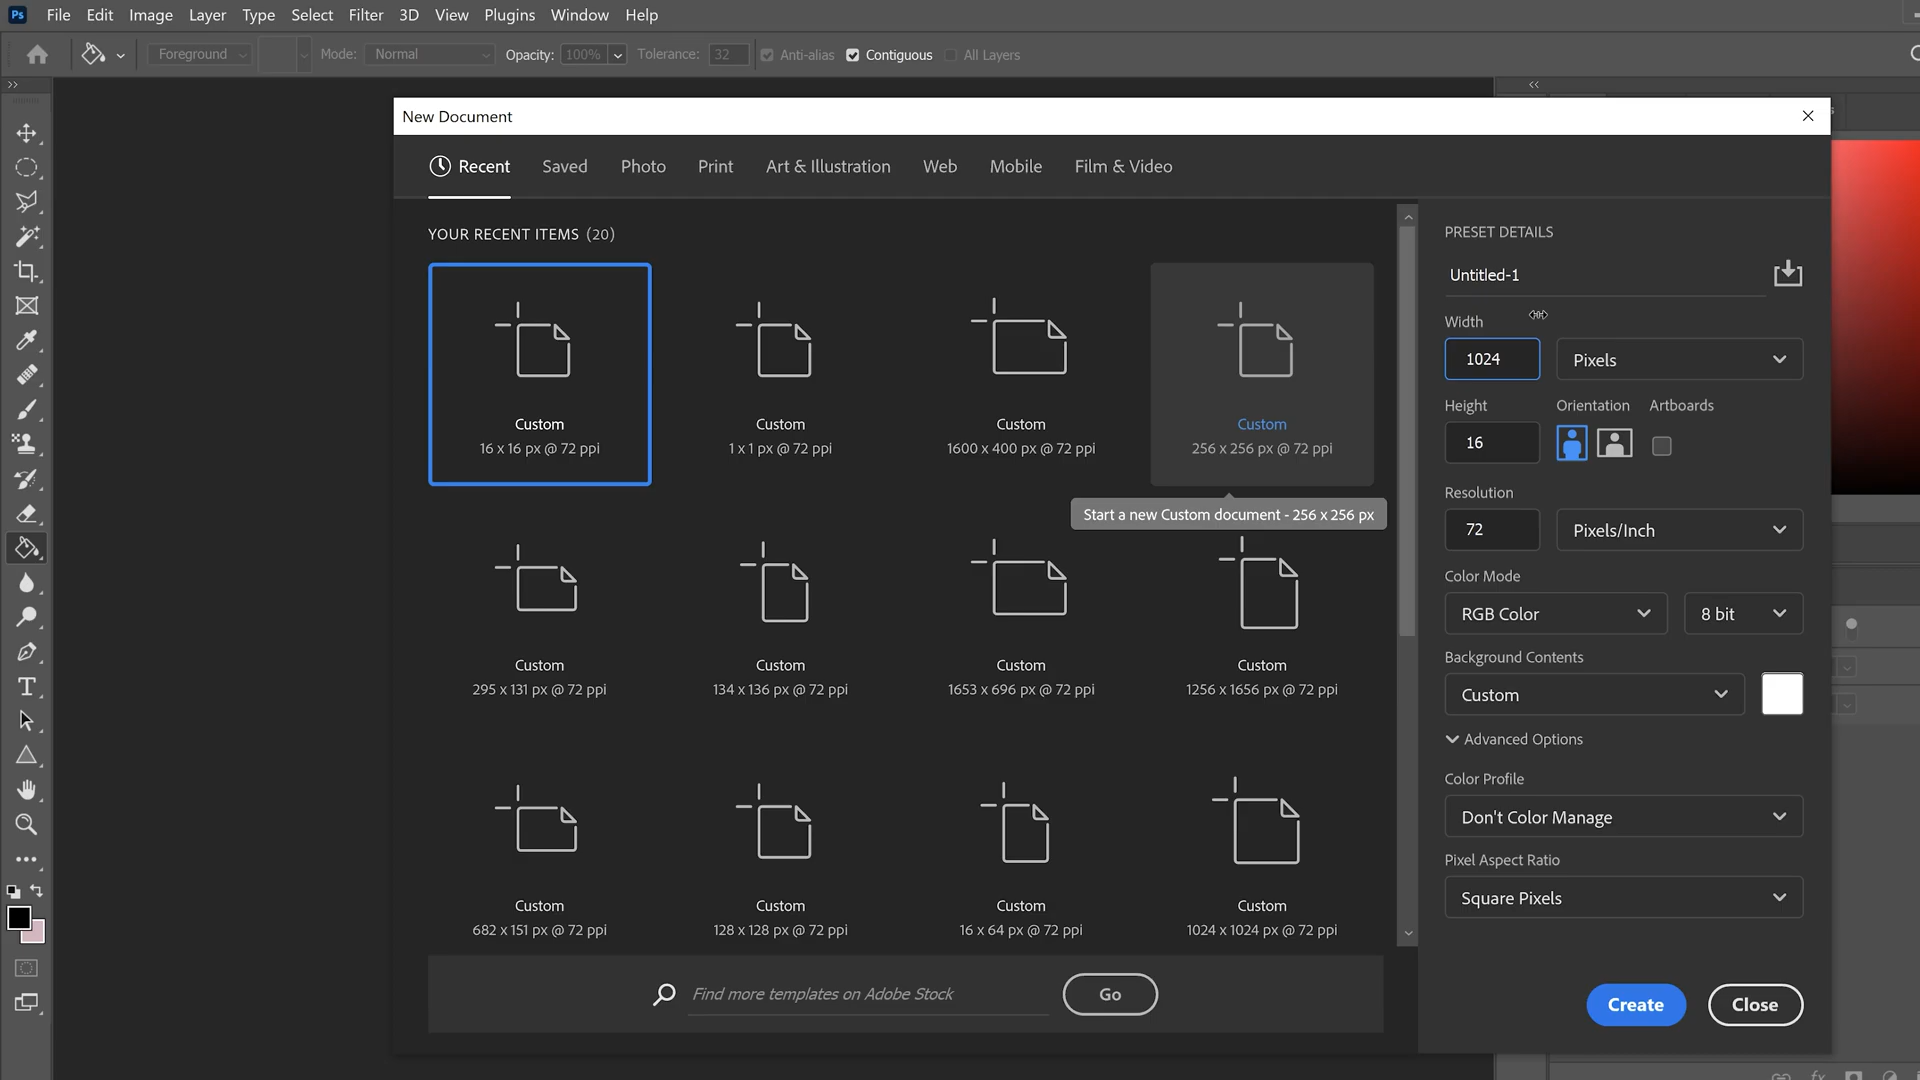 Ps File Edit Image Layer Type Select Filter 3D View Plugins Window Help
Foreground Mode: Normal Opacity: 100% Tolerance: 32 Anti-alias Contiguous All Layers
New Document
Recent Saved Photo Print Art & Illustration Web Mobile Film & Video
YOUR RECENT ITEMS (20)
Custom
16 x 16 px @ 72 ppi
Custom
1 x 1 px @ 72 ppi
Custom
1600 x 400 px @ 72 ppi
Custom
256 x 256 px @ 72 ppi
Start a new Custom document - 256 x 256 px
Custom
295 x 131 px @ 72 ppi
Custom
134 x 136 px @ 72 ppi
Custom
1653 x 696 px @ 72 ppi
Custom
1256 x 1656 px @ 72 ppi
Custom
682 x 151 px @ 72 ppi
Custom
128 x 128 px @ 72 ppi
Custom
16 x 64 px @ 72 ppi
Custom
1024 x 1024 px @ 72 ppi
Find more templates on Adobe Stock Go
PRESET DETAILS
Untitled-1
Width
1024 Pixels
Height Orientation Artboards
16
Resolution
72 Pixels/Inch
Color Mode
RGB Color 8 bit
Background Contents
Custom
Advanced Options
Color Profile
Don't Color Manage
Pixel Aspect Ratio
Square Pixels
Create Close
fx